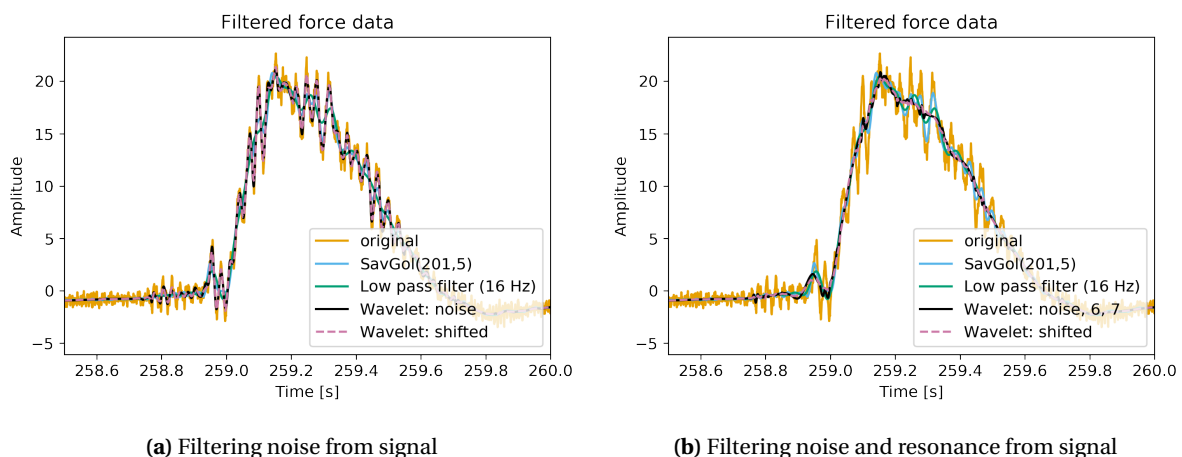 Filtered force data
20
15
10
5
0
−5
Amplitude
original
SavGol(201,5)
Low pass filter (16 Hz)
Wavelet: noise
Wavelet: shifted
258.6 258.8 259.0 259.2 259.4 259.6 259.8 260.0
Time [s]
(a) Filtering noise from signal
Filtered force data
20
15
10
5
0
−5
Amplitude
original
SavGol(201,5)
Low pass filter (16 Hz)
Wavelet: noise, 6, 7
Wavelet: shifted
258.6 258.8 259.0 259.2 259.4 259.6 259.8 260.0
Time [s]
(b) Filtering noise and resonance from signal